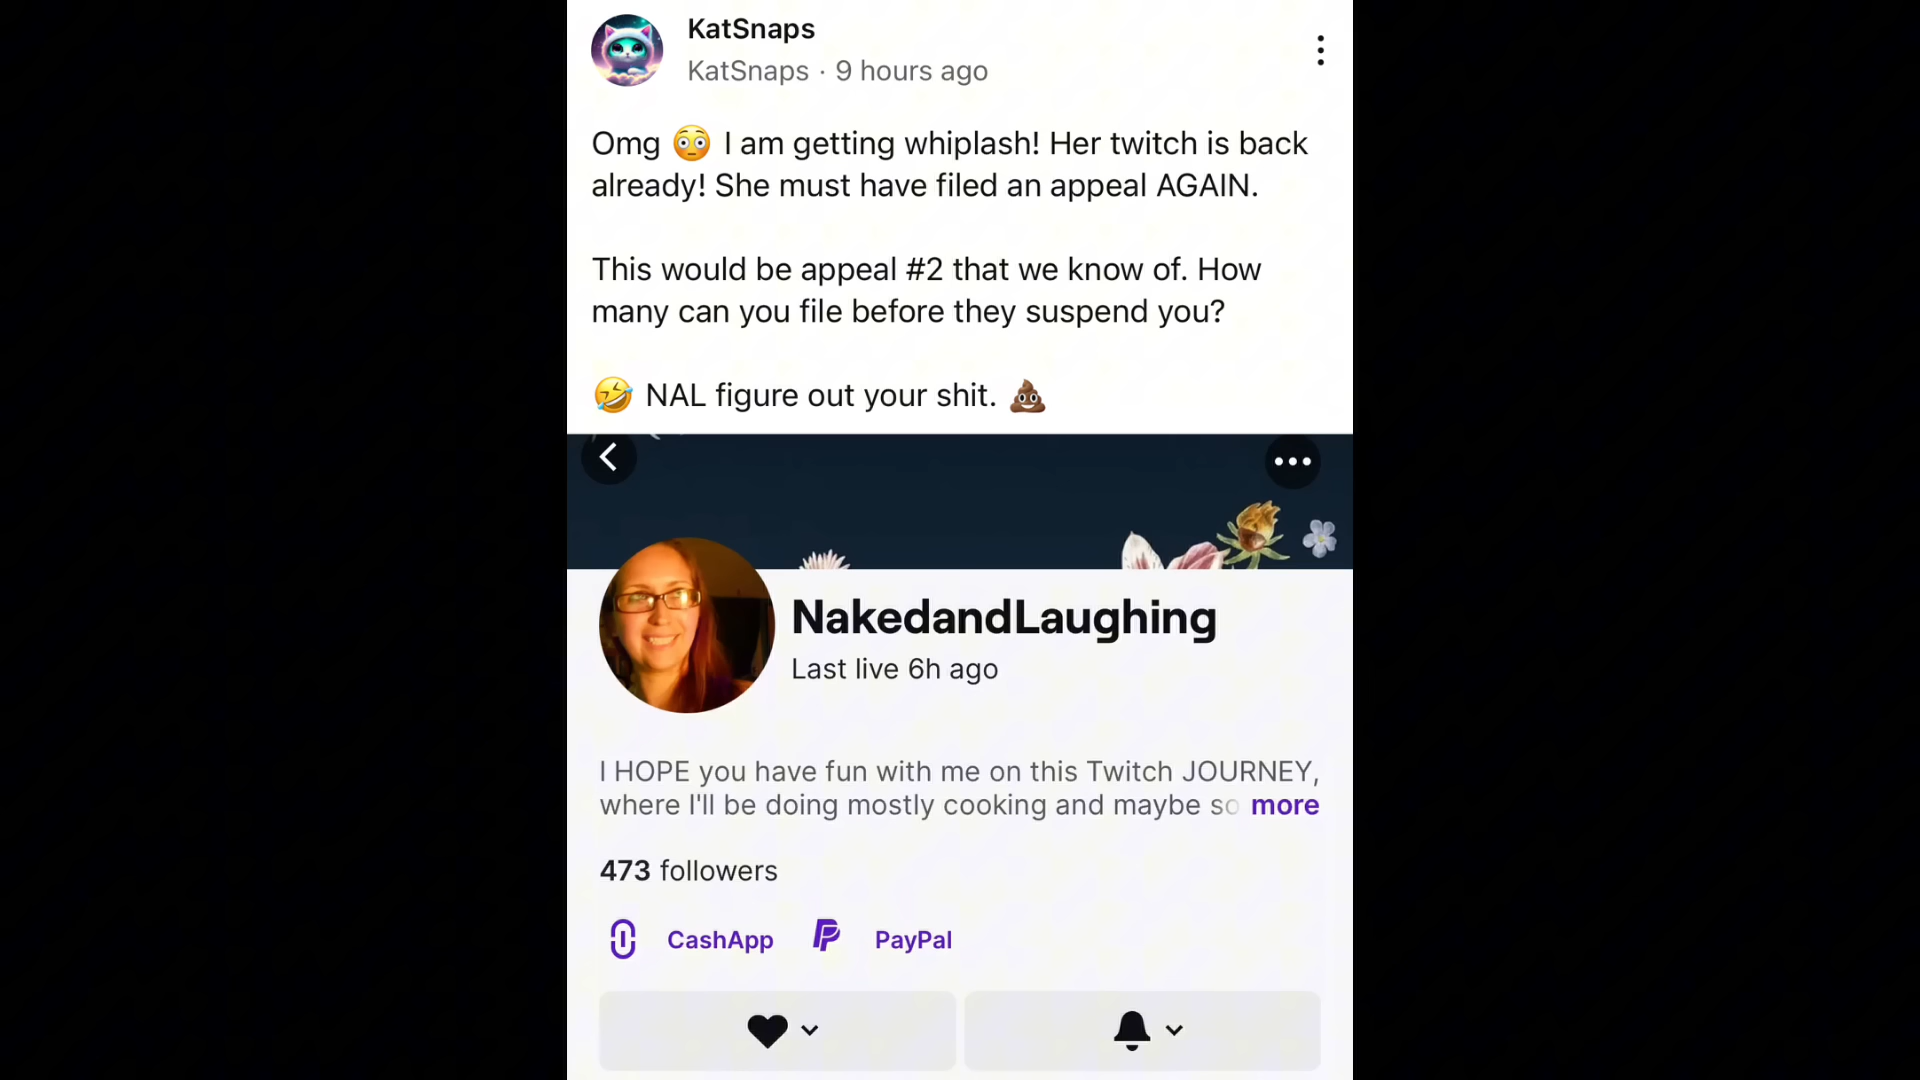 KatSnaps
KatSnaps · 9 hours ago
Omg 😳 I am getting whiplash! Her twitch is back
already! She must have filed an appeal AGAIN.
This would be appeal #2 that we know of. How
many can you file before they suspend you?
🤣 NAL figure out your shit. 💩
NakedandLaughing
Last live 6h ago
I HOPE you have fun with me on this Twitch JOURNEY,
where I'll be doing mostly cooking and maybe so more
473 followers
CashApp PayPal